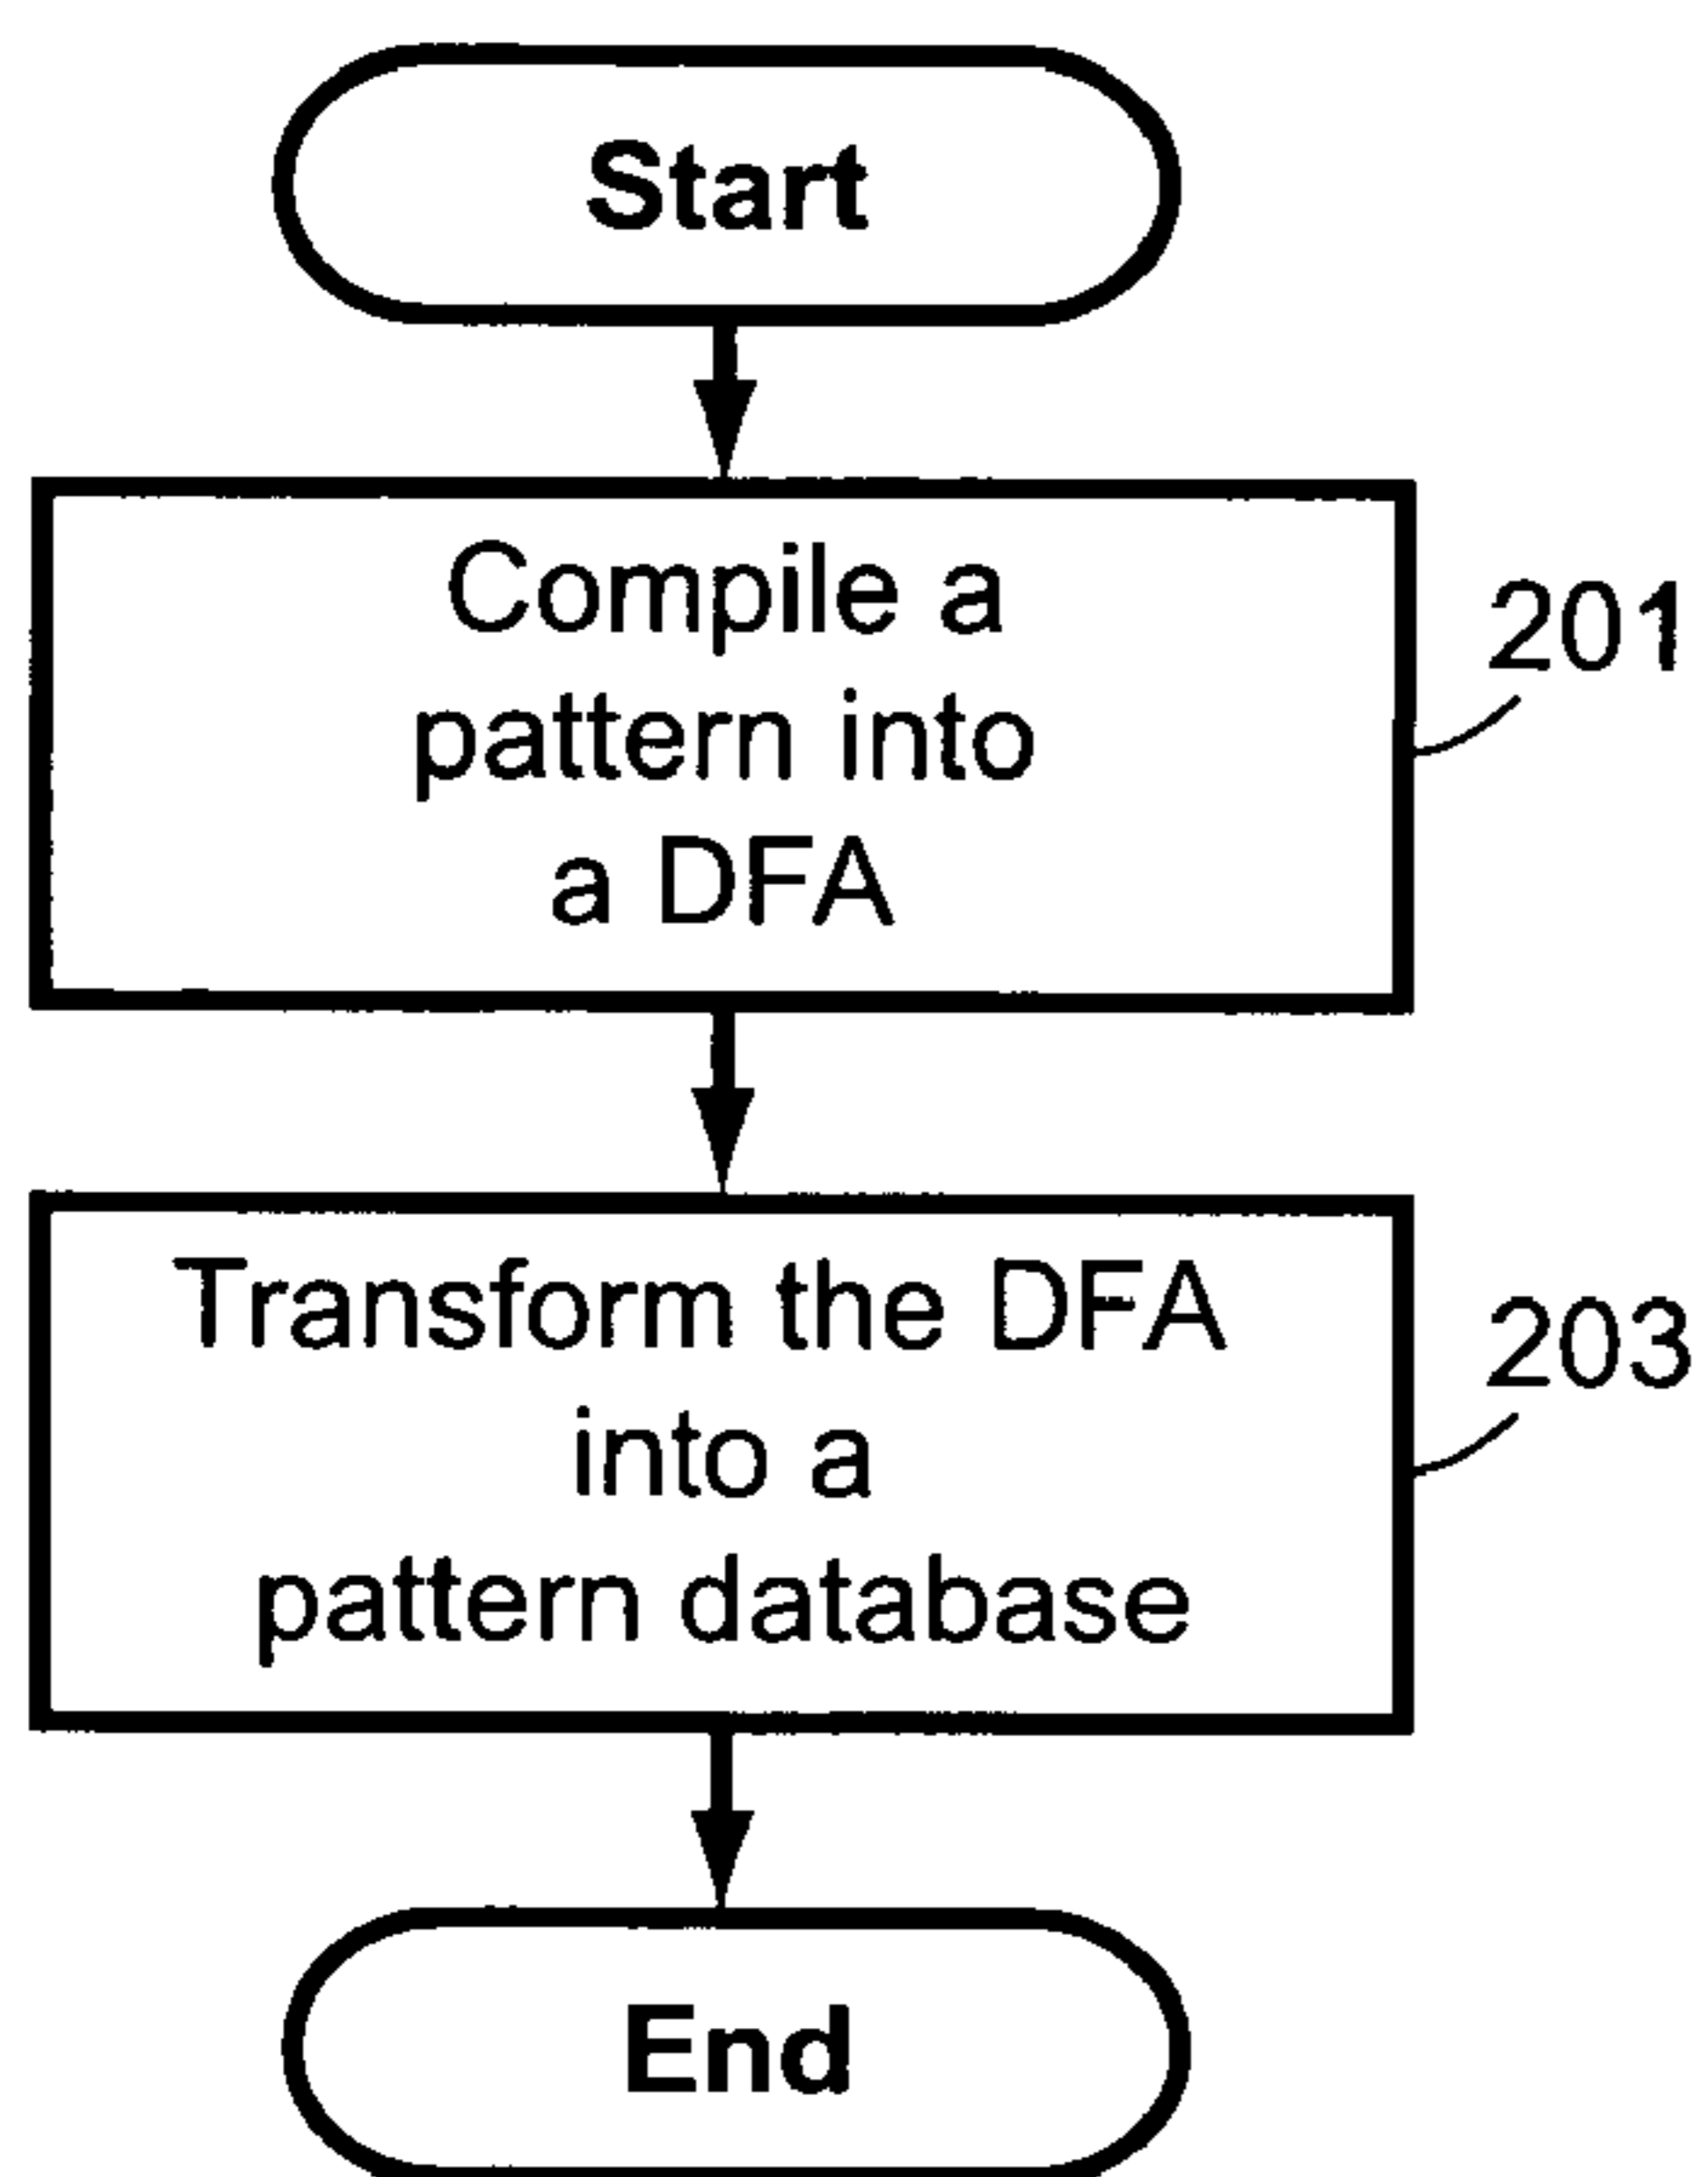 Start
Compile a
pattern into
a DFA
201
Transform the DFA
into a
pattern database
203
End